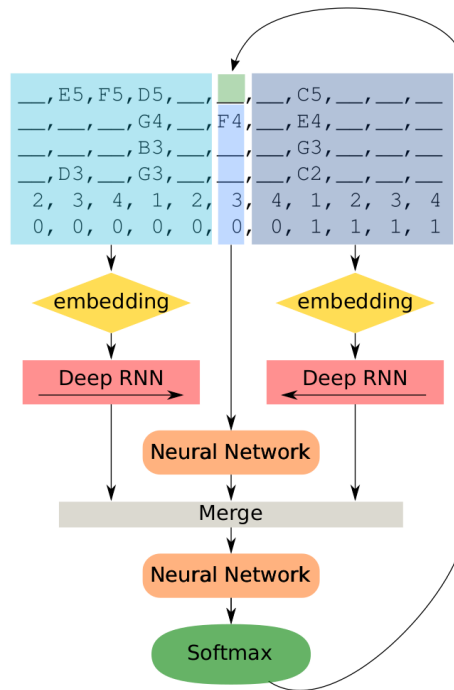 __,E5,F5,D5,__,__,__,C5,__,__,__
__,__,__,G4,__,F4,__,E4,__,__,__
__,__,__,B3,__,__,__,G3,__,__,__
__,D3,__,G3,__,__,__,C2,__,__,__
2, 3, 4, 1, 2, 3, 4, 1, 2, 3, 4
0, 0, 0, 0, 0, 0, 0, 1, 1, 1, 1
embedding
embedding
Deep RNN
Deep RNN
Neural Network
Merge
Neural Network
Softmax